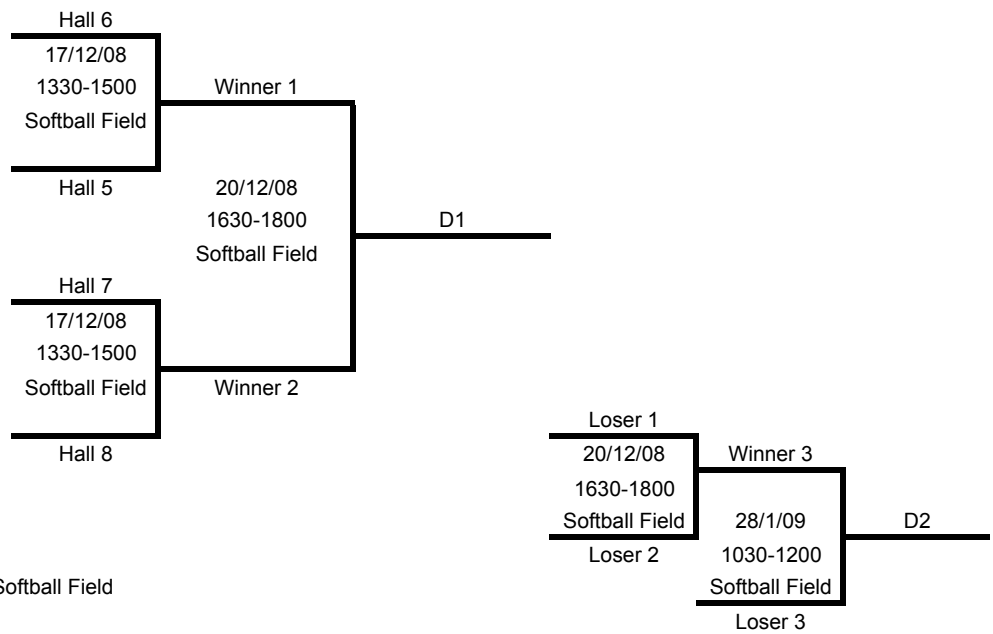 Hall 6
17/12/08
1330-1500
Softball Field
Hall 5
Winner 1
20/12/08
1630-1800
Softball Field
D1
Hall 7
17/12/08
1330-1500
Softball Field
Hall 8
Winner 2
Loser 1
20/12/08
1630-1800
Softball Field
Loser 2
Winner 3
28/1/09
1030-1200
Softball Field
Loser 3
D2
Softball Field